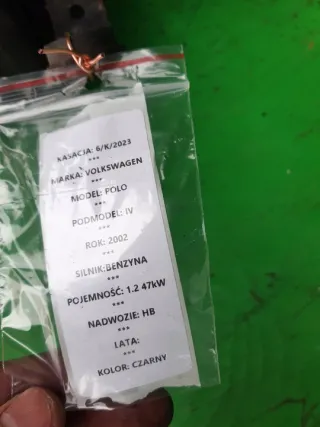 KASACJA: 6/K/2023
***
MARKA: VOLKSWAGEN
***
MODEL: POLO
***
PODMODEL: IV
***
ROK: 2002
***
SILNIK:BENZYNA
***
POJEMNOŚĆ: 1.2 47kW
***
NADWOZIE: HB
***
LATA:
***
KOLOR: CZARNY